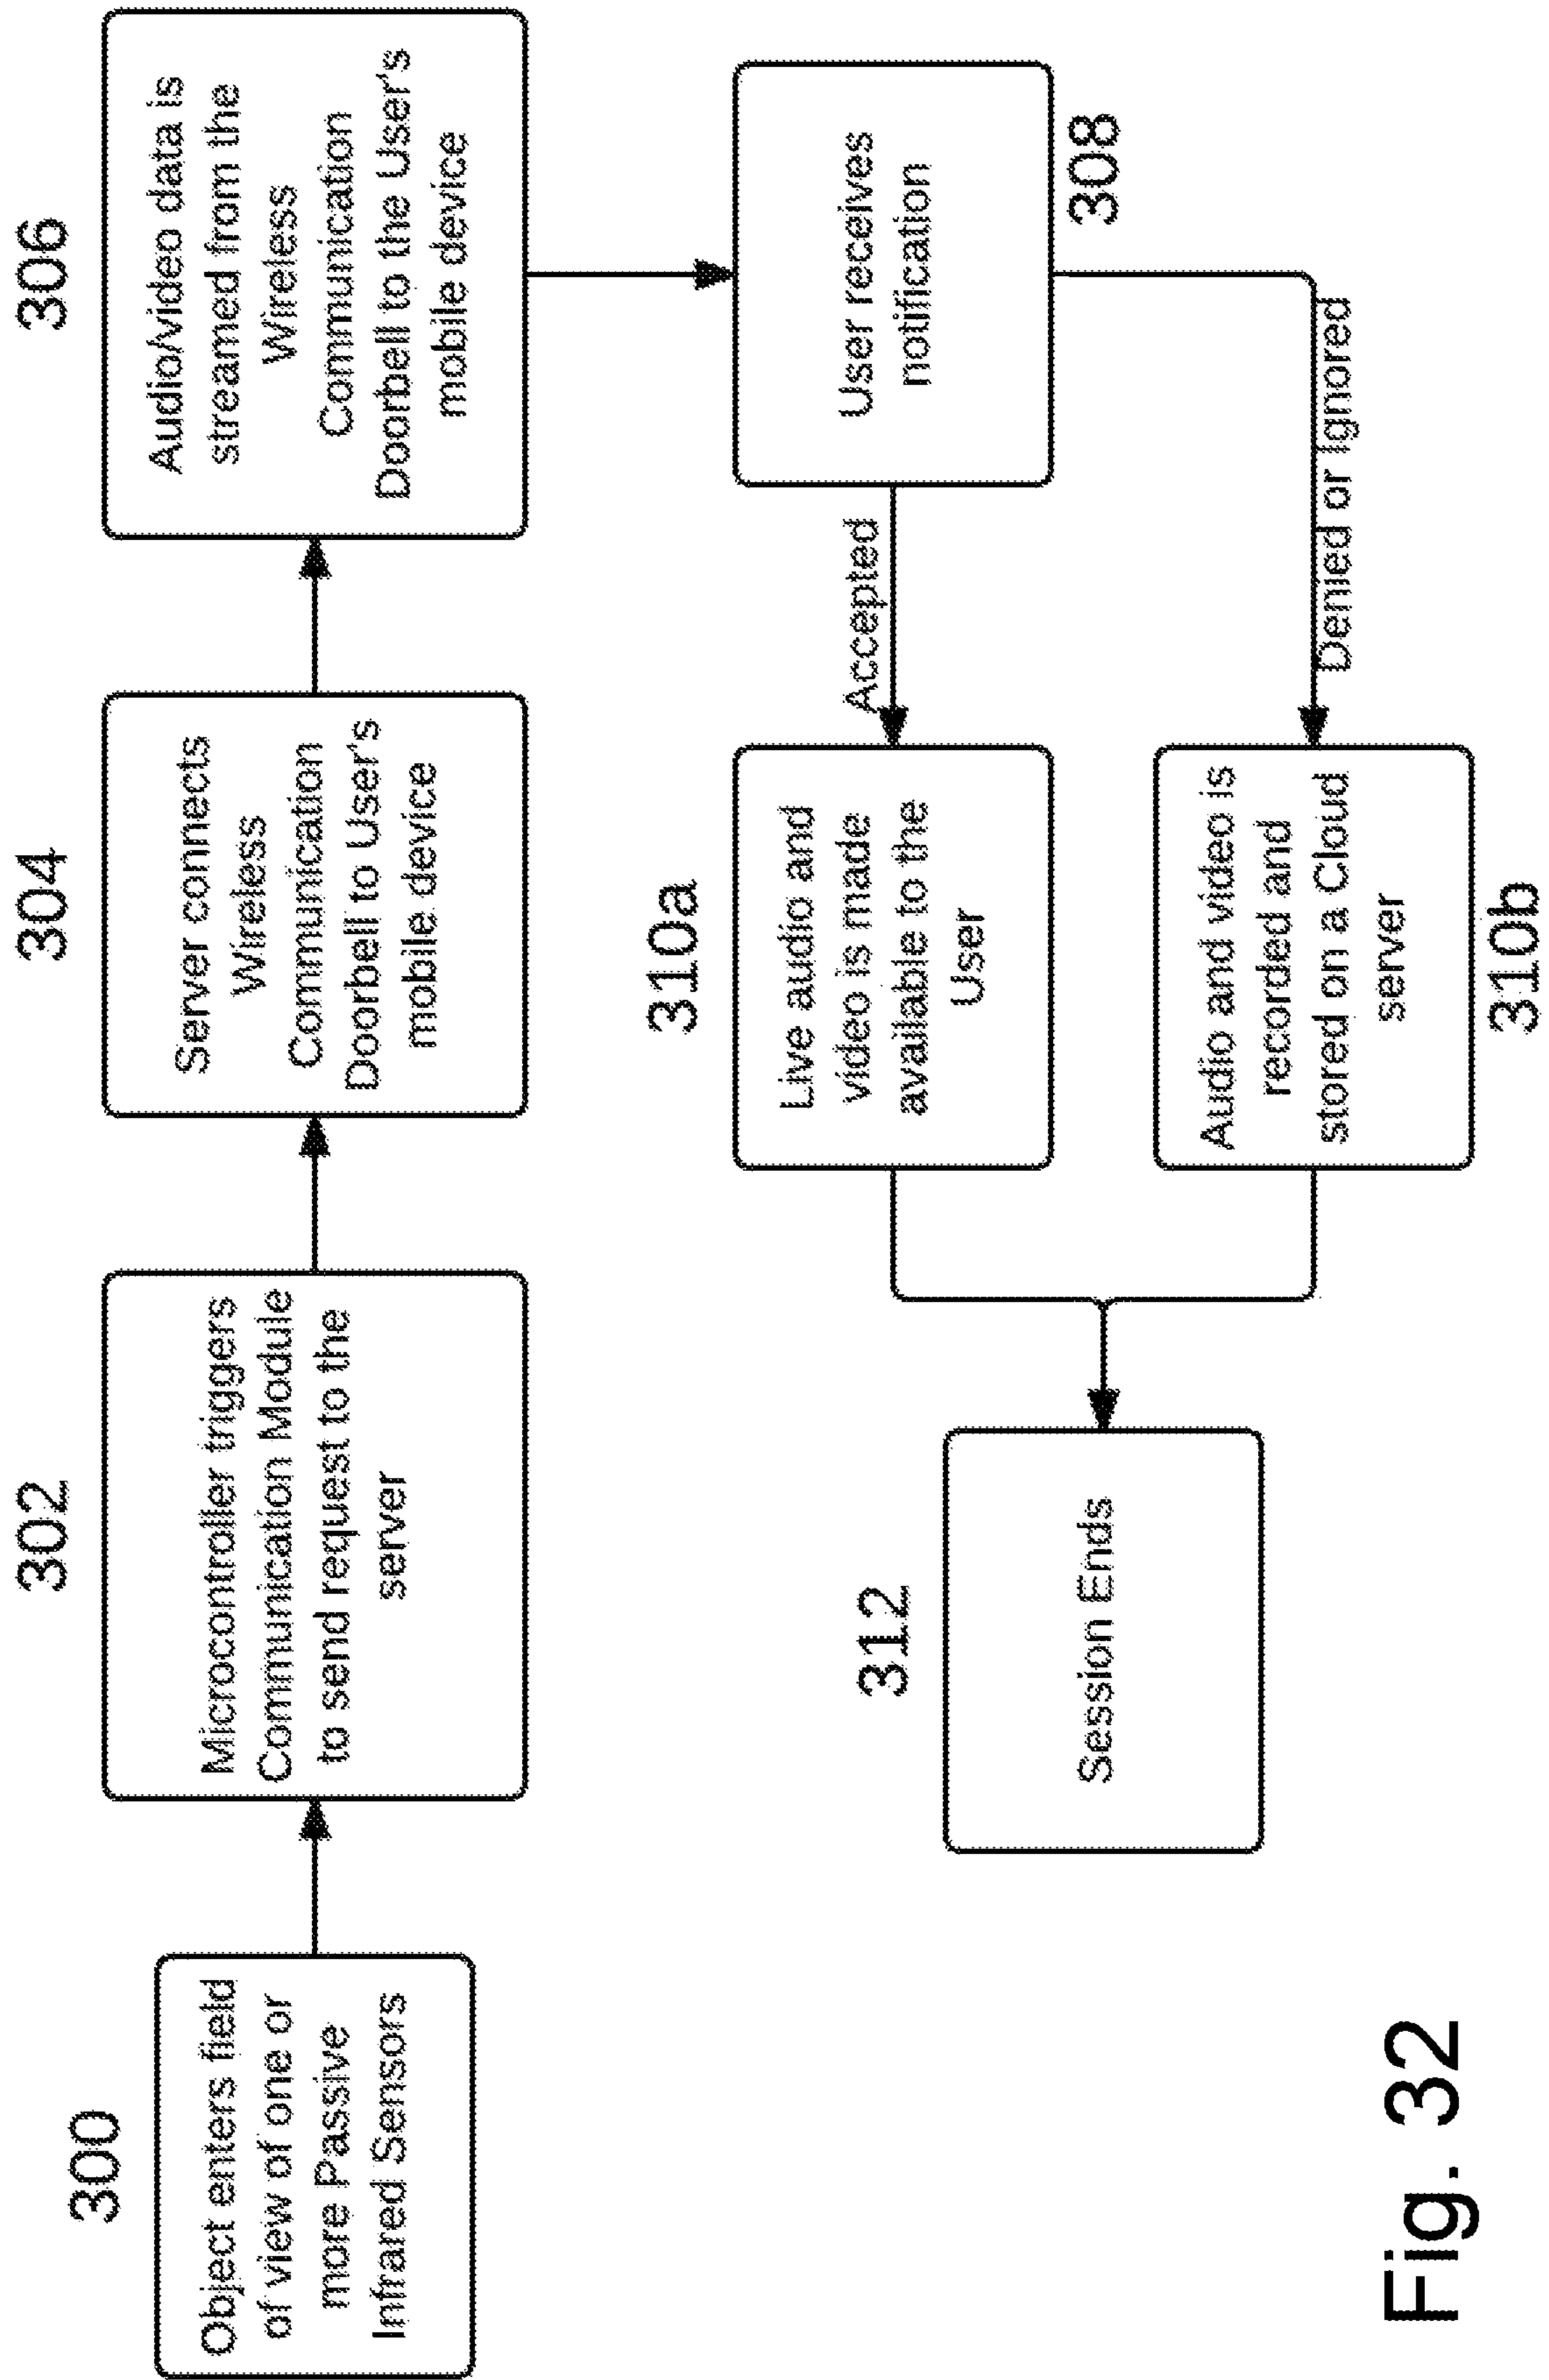 300
Object enters field
of view of one or
more Passive
Infrared Sensors
302
Microcontroller triggers
Communication Module
to send request to the
server
304
Server connects
Wireless
Communication
Doorbell to User's
mobile device
306
Audio/video data is
streamed from the
Wireless
Communication
Doorbell to the User's
mobile device
User receives
notification
308
Accepted
Denied or Ignored
310a
Live audio and
video is made
available to the
User
Audio and video is
recorded and
stored on a Cloud
server
310b
312
Session Ends
Fig. 32